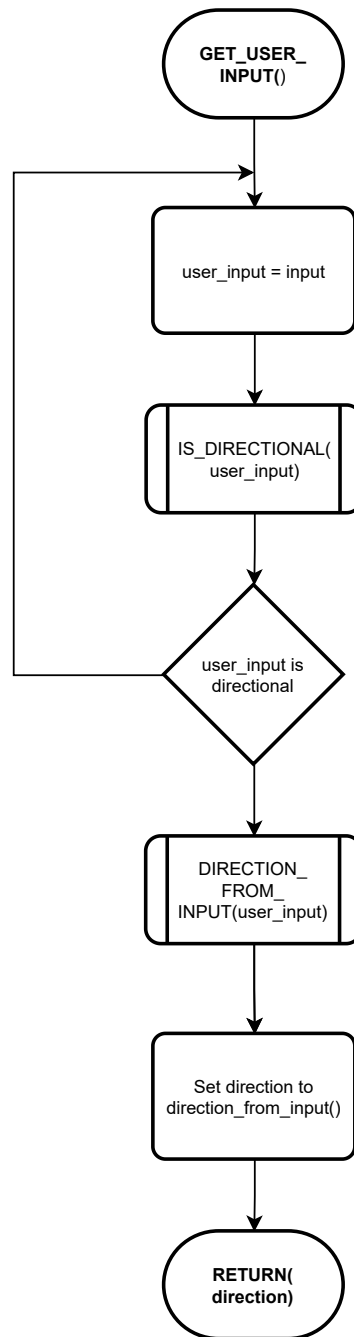 GET_USER_
INPUT()
user_input = input
IS_DIRECTIONAL(
user_input)
user_input is
directional
DIRECTION_
FROM_
INPUT(user_input)
Set direction to
direction_from_input()
RETURN(
direction)